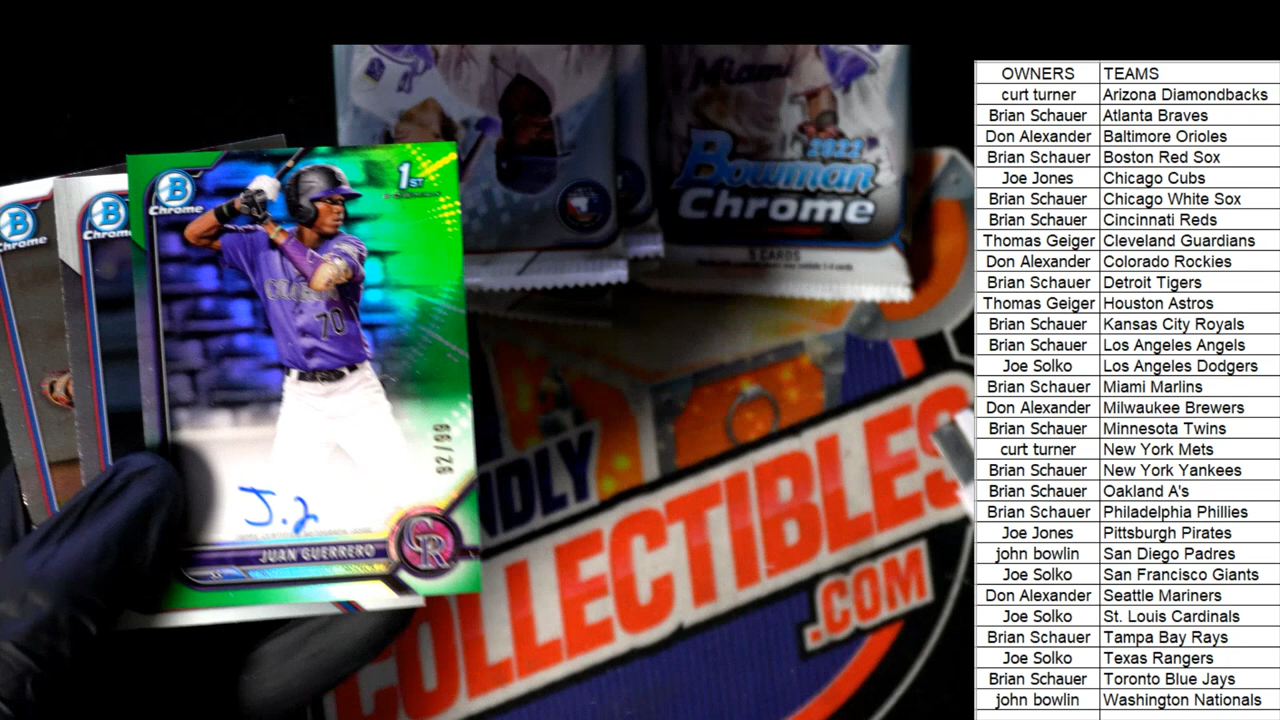 B
Chrome
B
Chrome
B
Chrome
1ST
70
92/99
J.J
JUAN GUERRERO
CR
Miami
2022
Bowman
Chrome
5 CARDS
NDLY
COLLECTIBLES
.COM
OWNERS TEAMS
curt turner Arizona Diamondbacks
Brian Schauer Atlanta Braves
Don Alexander Baltimore Orioles
Brian Schauer Boston Red Sox
Joe Jones Chicago Cubs
Brian Schauer Chicago White Sox
Brian Schauer Cincinnati Reds
Thomas Geiger Cleveland Guardians
Don Alexander Colorado Rockies
Brian Schauer Detroit Tigers
Thomas Geiger Houston Astros
Brian Schauer Kansas City Royals
Brian Schauer Los Angeles Angels
Joe Solko Los Angeles Dodgers
Brian Schauer Miami Marlins
Don Alexander Milwaukee Brewers
Brian Schauer Minnesota Twins
curt turner New York Mets
Brian Schauer New York Yankees
Brian Schauer Oakland A's
Brian Schauer Philadelphia Phillies
Joe Jones Pittsburgh Pirates
john bowlin San Diego Padres
Joe Solko San Francisco Giants
Don Alexander Seattle Mariners
Joe Solko St. Louis Cardinals
Brian Schauer Tampa Bay Rays
Joe Solko Texas Rangers
Brian Schauer Toronto Blue Jays
john bowlin Washington Nationals